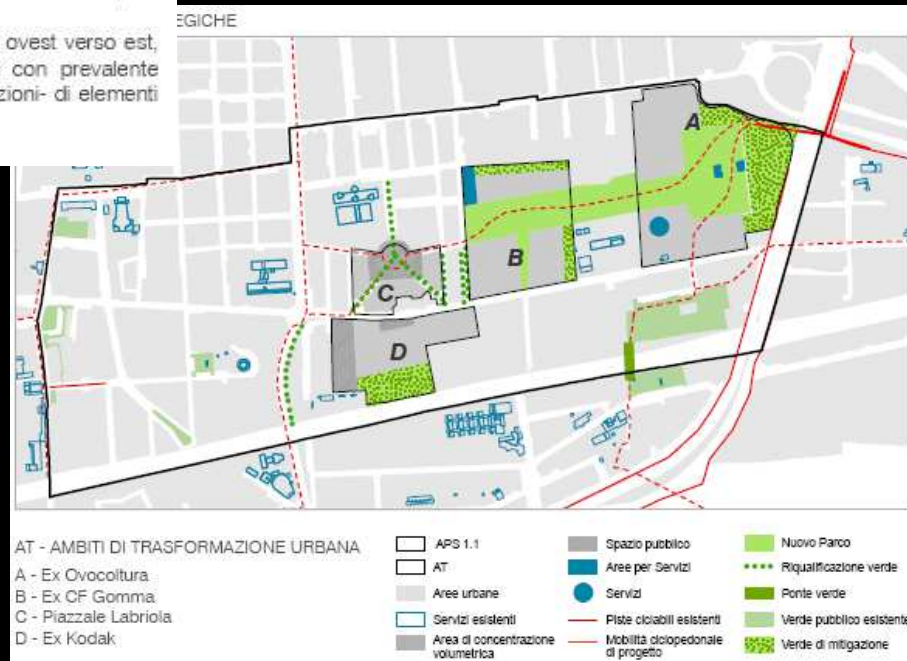 EGICHE
ovest verso est,
con prevalente
zioni- di elementi
A
B
C
D
AT - AMBITI DI TRASFORMAZIONE URBANA
A - Ex Ovocoltura
B - Ex CF Gomma
C - Piazzale Labriola
D - Ex Kodak
APS 1.1
AT
Aree urbane
Servizi esistenti
Area di concentrazione
volumetrica
Spazio pubblico
Aree per Servizi
Servizi
Piste ciclabili esistenti
Mobilità ciclopedonale
di progetto
Nuovo Parco
Riqualificazione verde
Ponte verde
Verde pubblico esistente
Verde di mitigazione